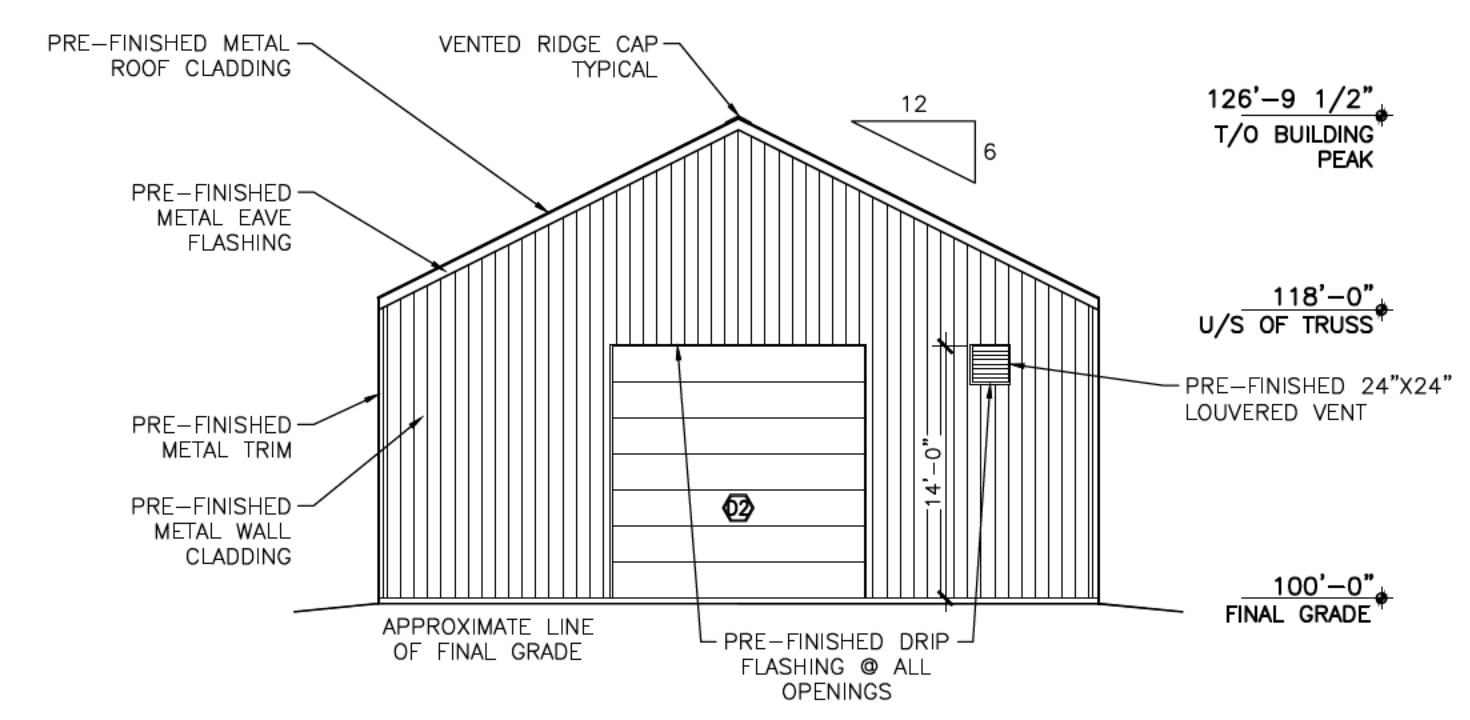 PRE-FINISHED METAL
ROOF CLADDING
VENTED RIDGE CAP
TYPICAL
12
6
126'-9 1/2"
T/O BUILDING
PEAK
PRE-FINISHED
METAL EAVE
FLASHING
118'-0"
U/S OF TRUSS
PRE-FINISHED 24"X24"
LOUVERED VENT
PRE-FINISHED
METAL TRIM
14'-0"
D2
PRE-FINISHED
METAL WALL
CLADDING
100'-0"
FINAL GRADE
APPROXIMATE LINE
OF FINAL GRADE
PRE-FINISHED DRIP
FLASHING @ ALL
OPENINGS